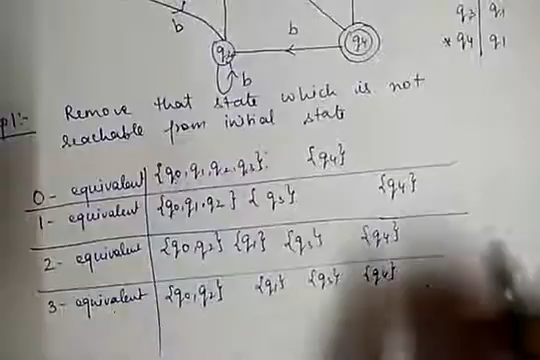 q3 | q1
* q4 | q1
b
b
q2
q4
b
Remove that state which is not
reachable from initial state
0- equivalent | {q0, q1, q2, q3} {q4}
1- equivalent | {q0, q1, q2} {q3} {q4}
2- equivalent | {q0, q2} {q1} {q3} {q4}
3- equivalent | {q0, q2} {q1} {q3} {q4}